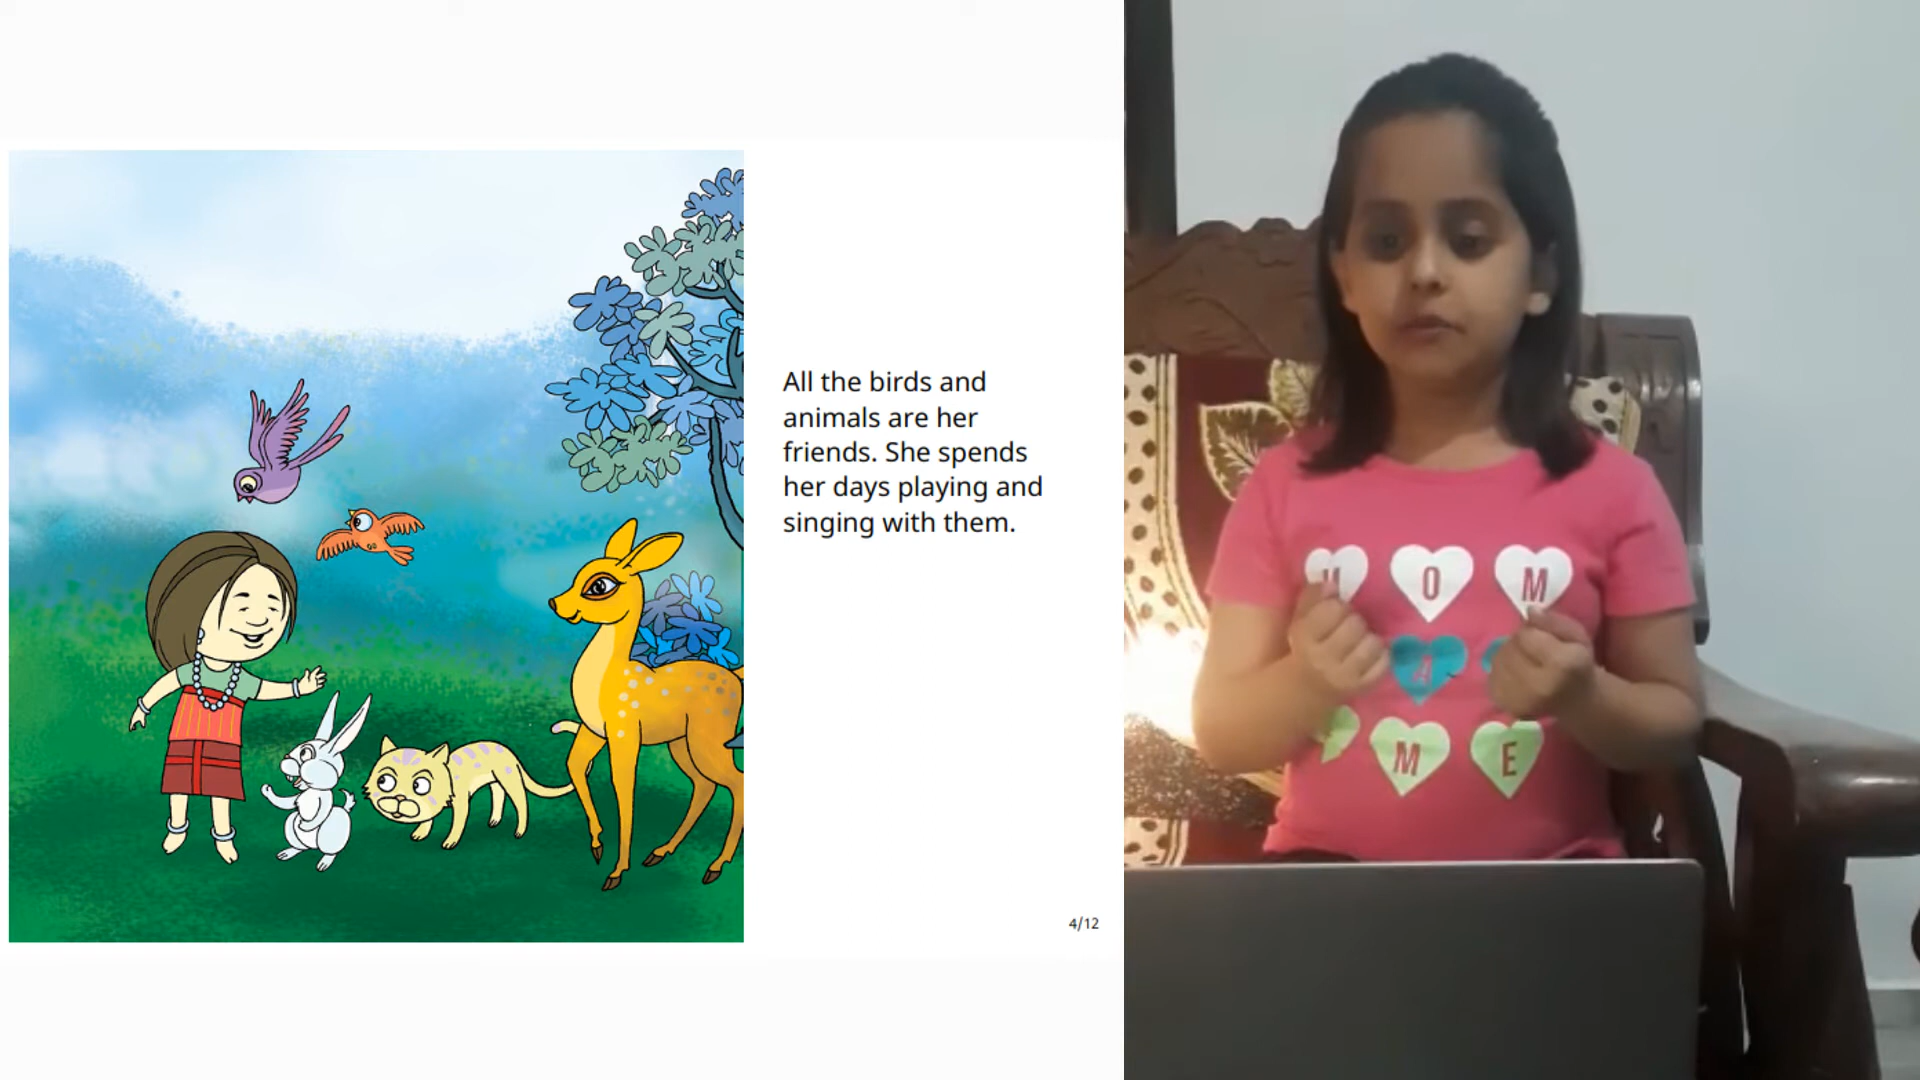 All the birds and
animals are her
friends. She spends
her days playing and
singing with them.
4/12
M O M
A
M E